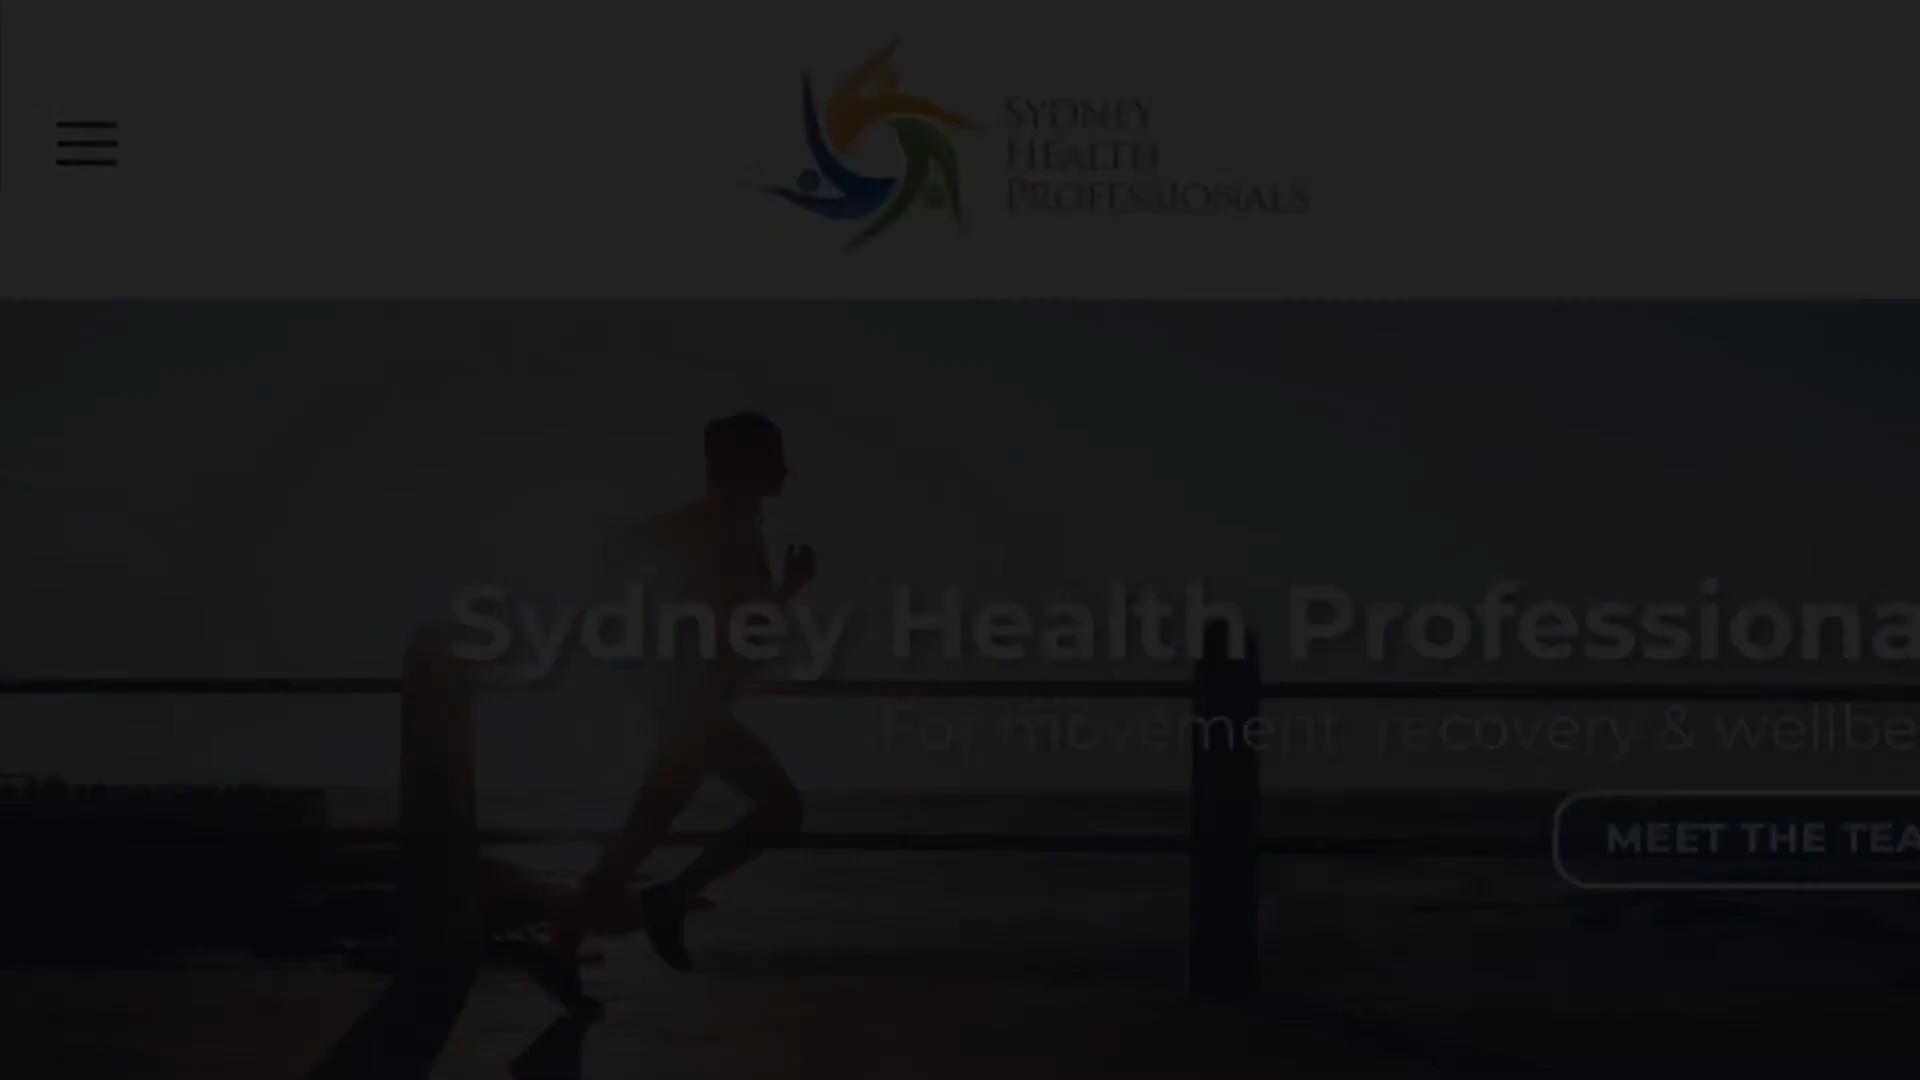 SYDNEY
HEALTH
PROFESSIONALS
Sydney Health Professiona
For movement, recovery & wellbe
MEET THE TEA